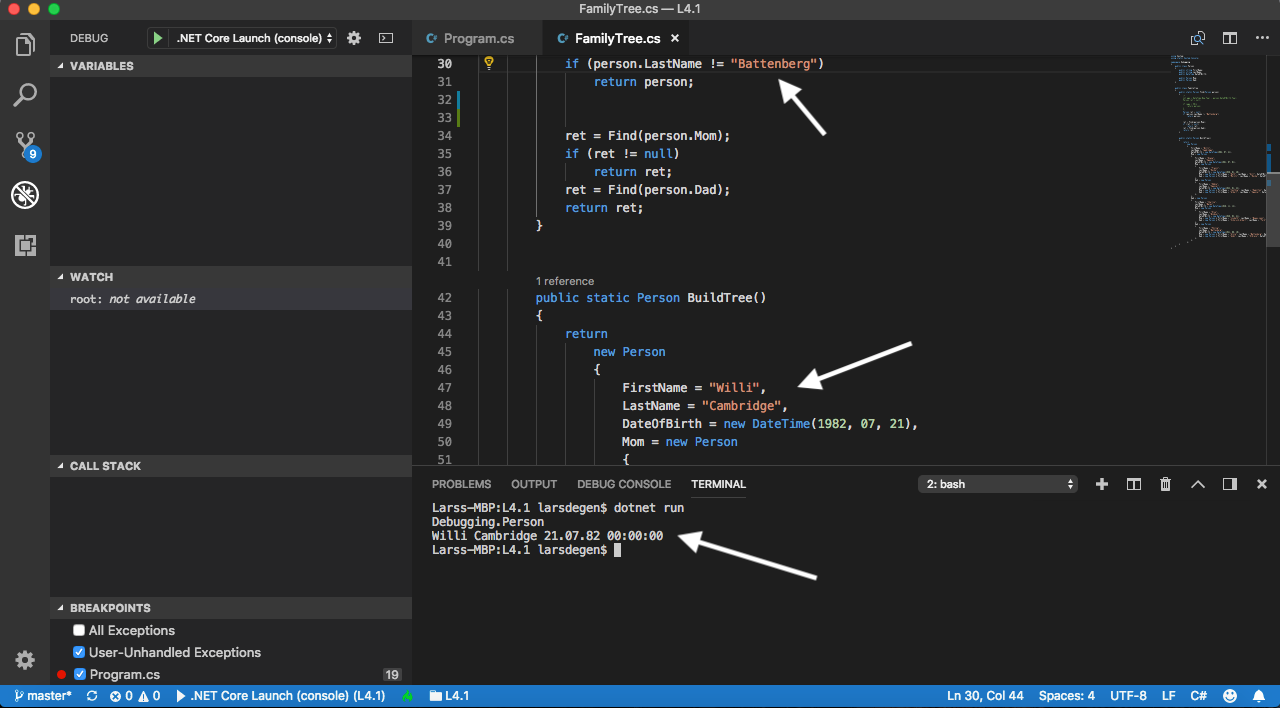 FamilyTree.cs — L4.1
DEBUG
.NET Core Launch (console)
Program.cs
FamilyTree.cs
VARIABLES
WATCH
root: not available
CALL STACK
BREAKPOINTS
All Exceptions
User-Unhandled Exceptions
Program.cs 19
9
30 if (person.LastName != "Battenberg")
31 return person;
32
33
34 ret = Find(person.Mom);
35 if (ret != null)
36 return ret;
37 ret = Find(person.Dad);
38 return ret;
39 }
40
41
1 reference
42 public static Person BuildTree()
43 {
44 return
45 new Person
46 {
47 FirstName = "Willi",
48 LastName = "Cambridge",
49 DateOfBirth = new DateTime(1982, 07, 21),
50 Mom = new Person
51 {
PROBLEMS OUTPUT DEBUG CONSOLE TERMINAL 2: bash
Larss-MBP:L4.1 larsdegen$ dotnet run
Debugging.Person
Willi Cambridge 21.07.82 00:00:00
Larss-MBP:L4.1 larsdegen$
master* 0 0 .NET Core Launch (console) (L4.1) L4.1 Ln 30, Col 44 Spaces: 4 UTF-8 LF C#